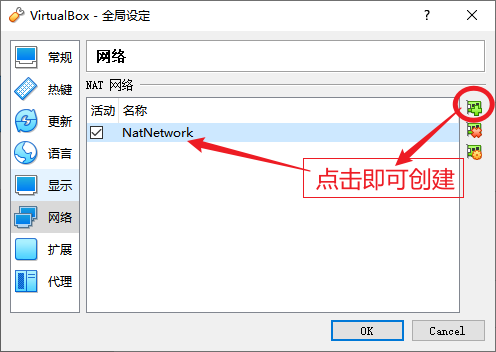 VirtualBox - 全局设定
?
常规
热键
更新
语言
显示
网络
扩展
代理
网络
NAT 网络
活动 名称
NatNetwork
点击即可创建
OK Cancel